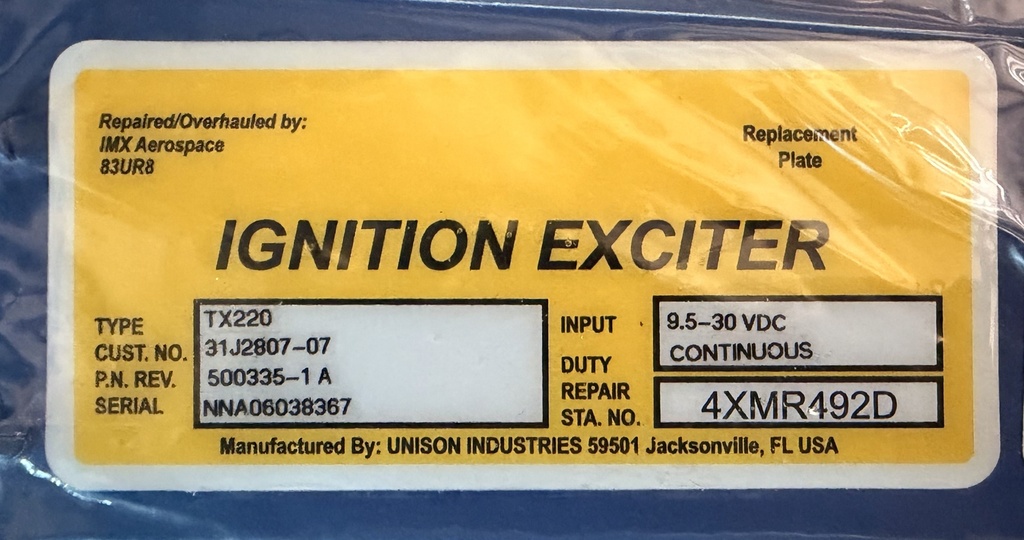 Repaired/Overhauled by:
IMX Aerospace
83UR8
Replacement
Plate
IGNITION EXCITER
TYPE TX220
CUST. NO. 31J2807-07
P.N. REV. 500335-1 A
SERIAL NNA06038367
INPUT 9.5-30 VDC
DUTY CONTINUOUS
REPAIR
STA. NO. 4XMR492D
Manufactured By: UNISON INDUSTRIES 59501 Jacksonville, FL USA